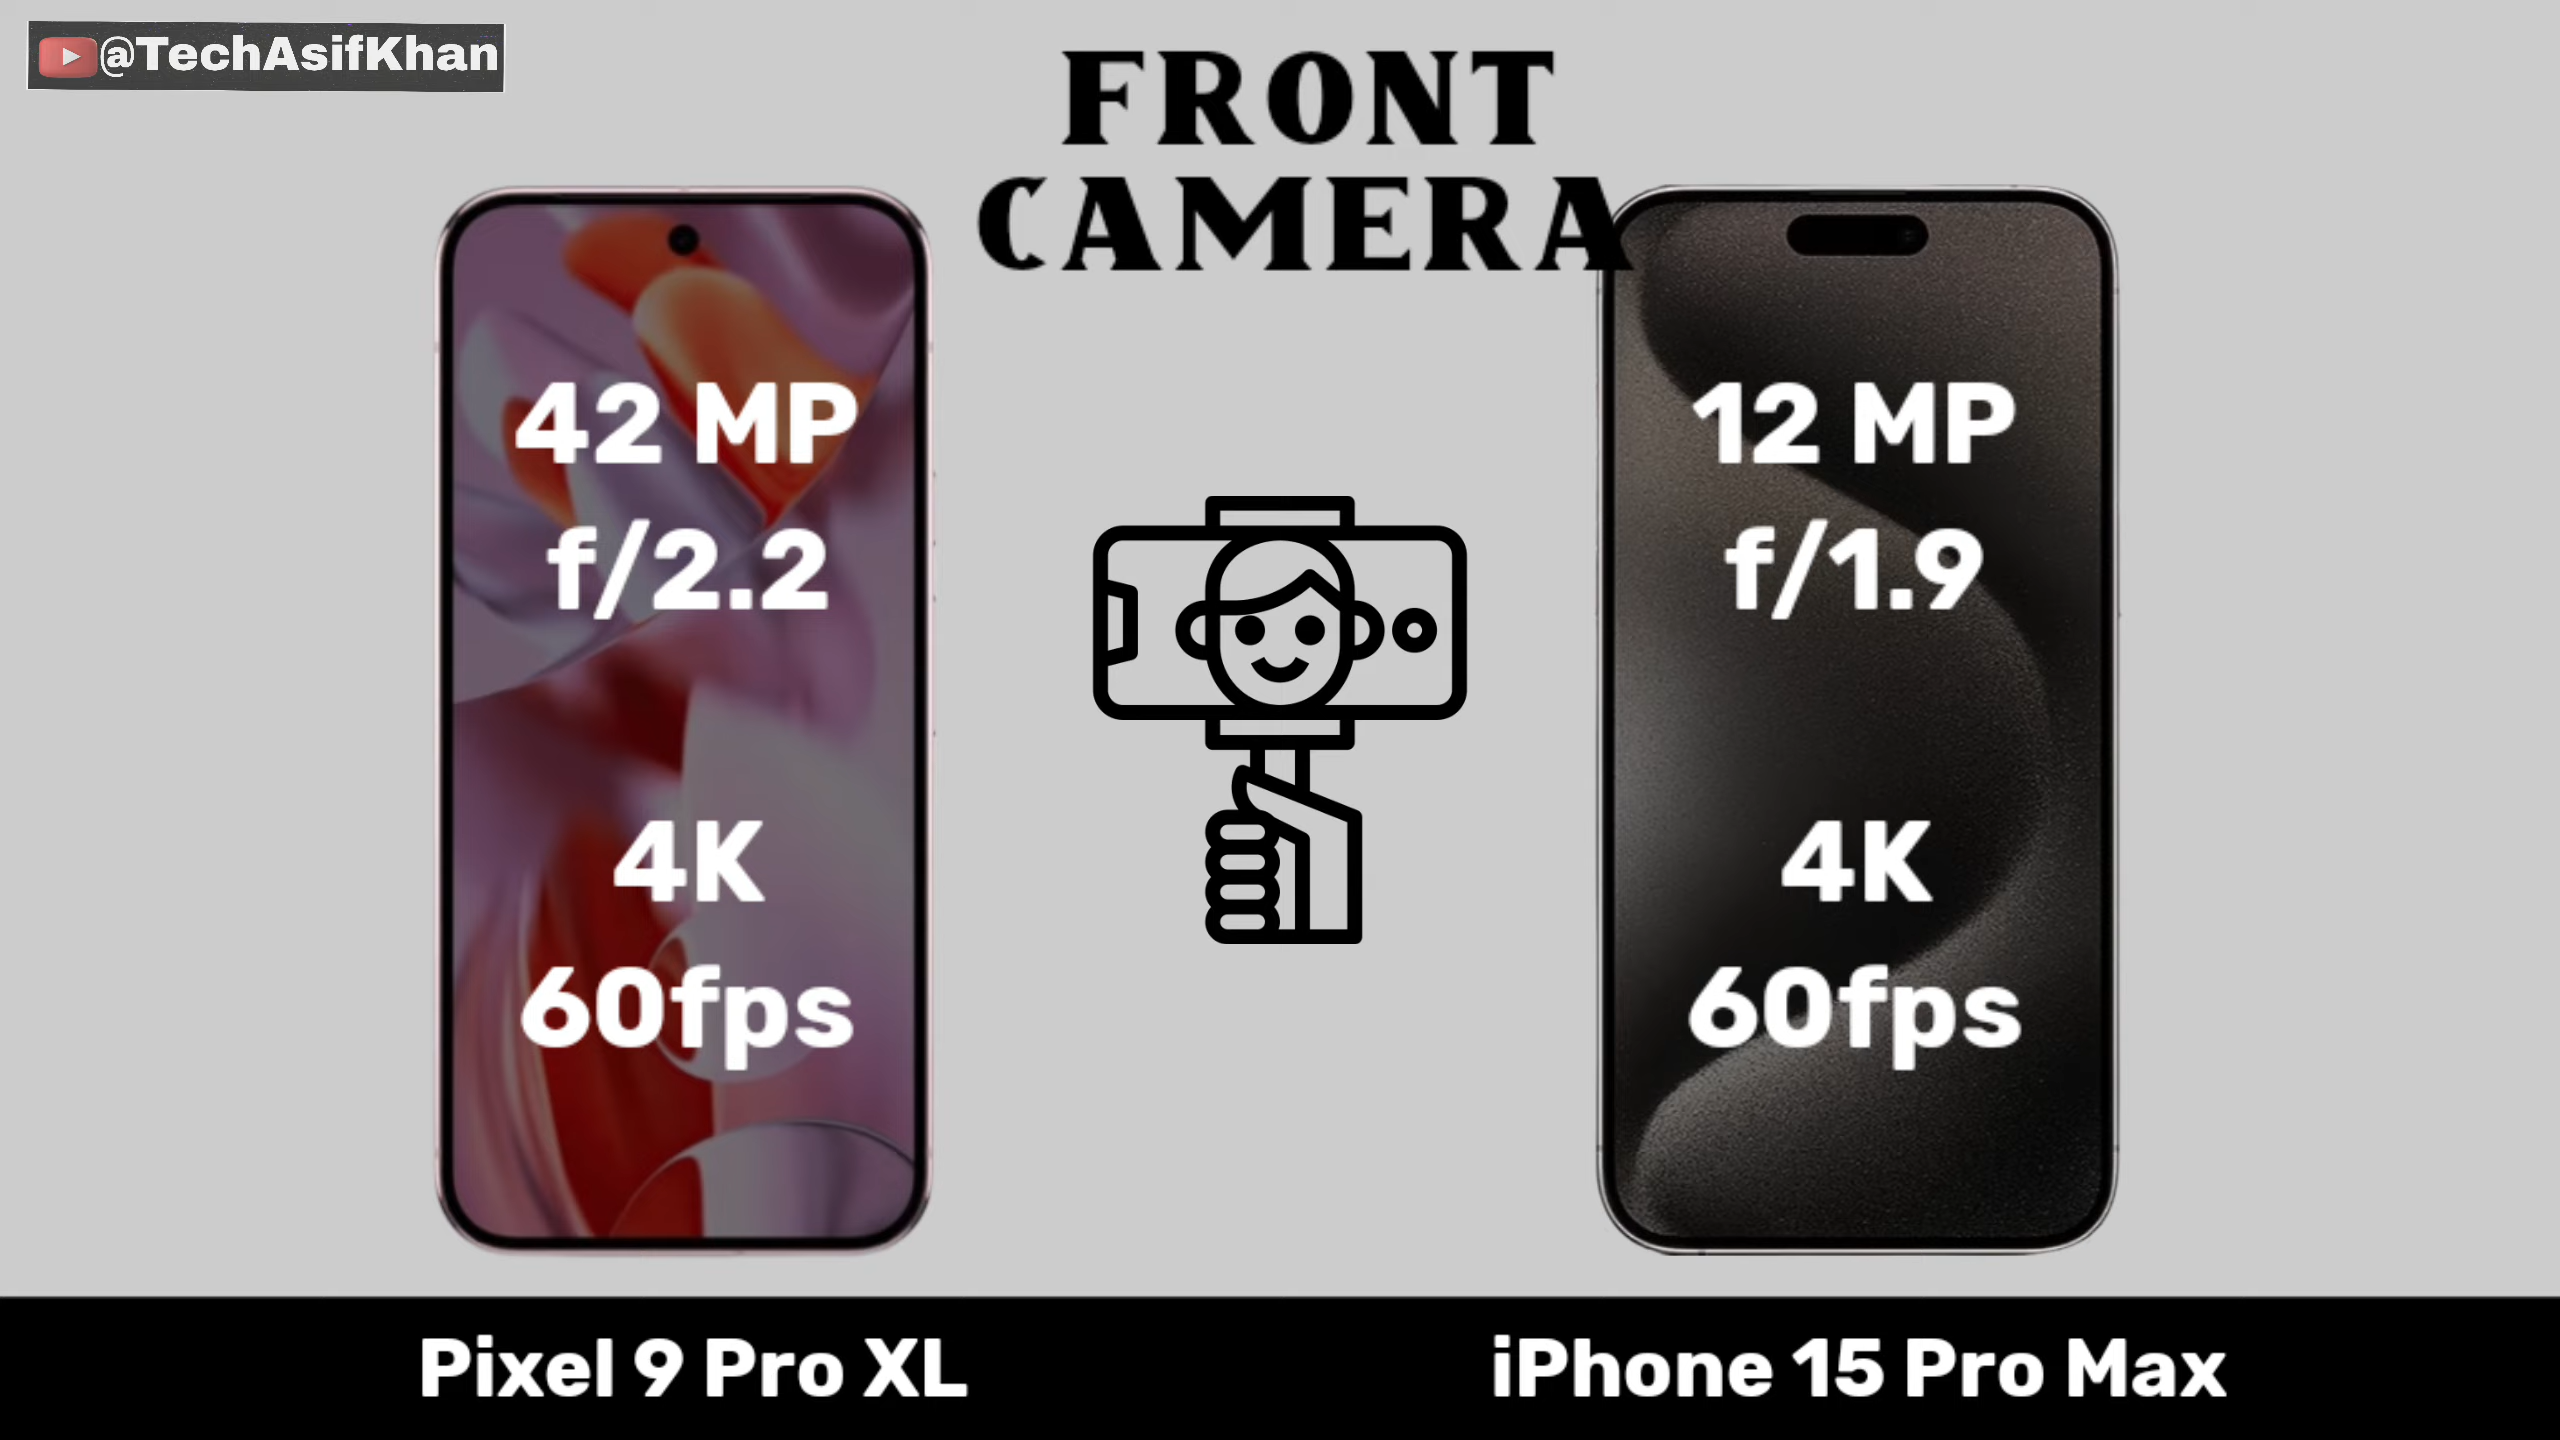 @TechAsifKhan
FRONT
CAMERA
42 MP
f/2.2
4K
60fps
12 MP
f/1.9
4K
60fps
Pixel 9 Pro XL
iPhone 15 Pro Max